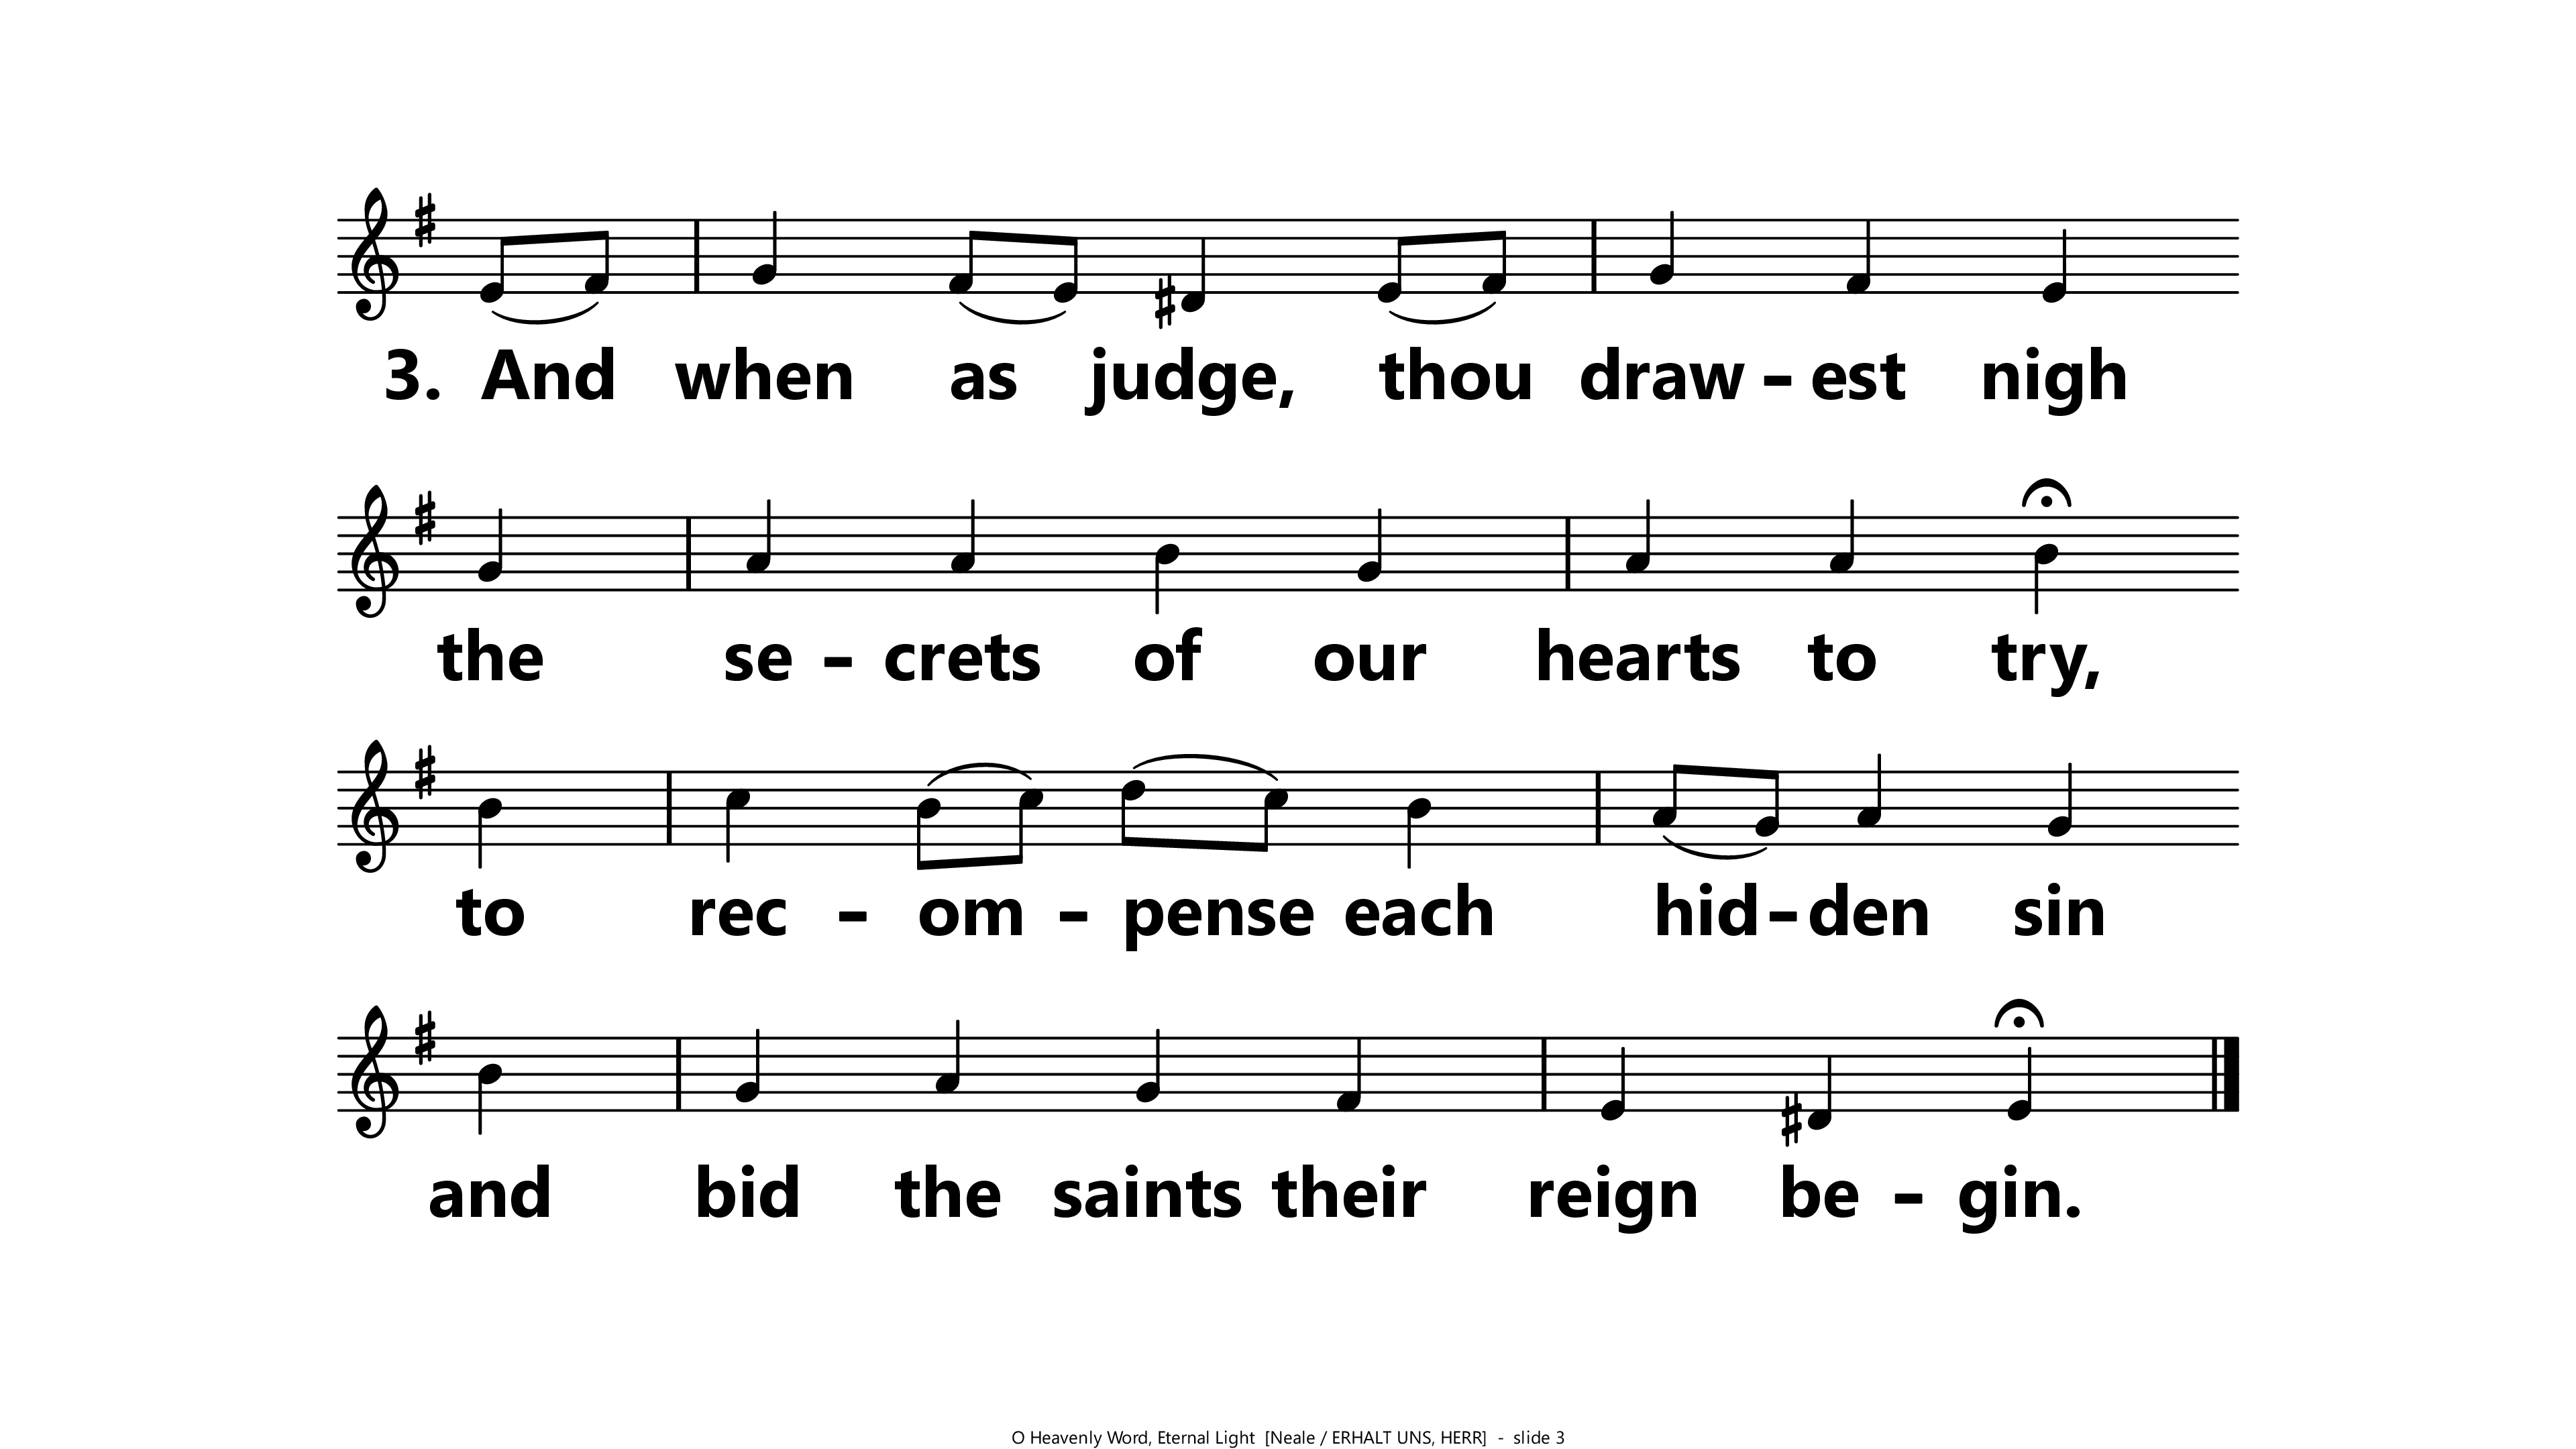 3. And when as judge, thou draw - est nigh
the se - crets of our hearts to try,
to rec - om - pense each hid - den sin
and bid the saints their reign be - gin.
O Heavenly Word, Eternal Light [Neale / ERHALT UNS, HERR] - slide 3